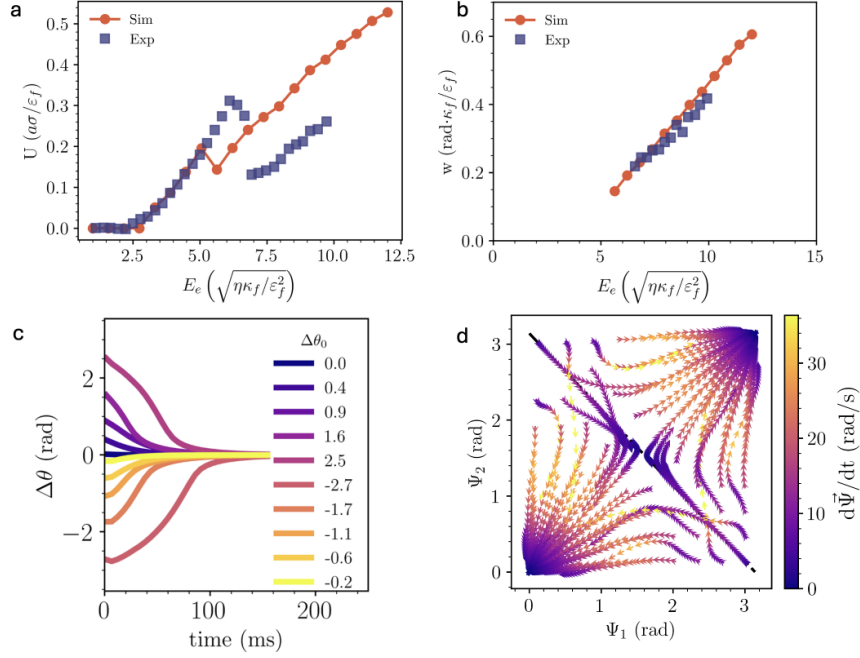 a
Sim
Exp
U (aσ/ε_f)
0.5
0.4
0.3
0.2
0.1
0.0
2.5 5.0 7.5 10.0 12.5
E_e (√ηκ_f/ε_f^2)
b
Sim
Exp
w (rad·κ_f/ε_f)
0.6
0.4
0.2
0.0
0 5 10 15
E_e (√ηκ_f/ε_f^2)
c
Δθ (rad)
2
0
−2
0 100 200
time (ms)
Δθ_0
0.0
0.4
0.9
1.6
2.5
-2.7
-1.7
-1.1
-0.6
-0.2
d
Ψ_2 (rad)
3
2
1
0
0 1 2 3
Ψ_1 (rad)
30
20
10
0
dΨ⃗/dt (rad/s)